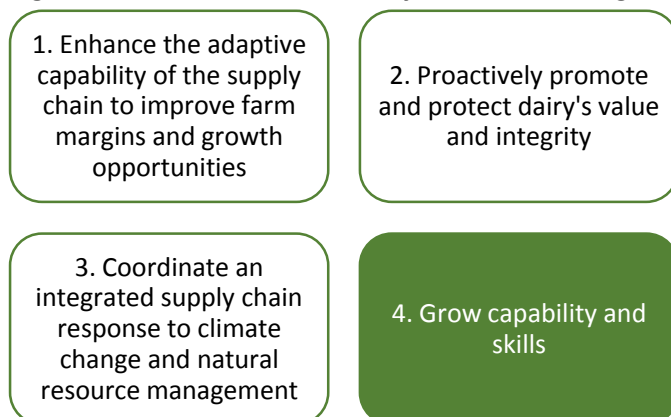 1. Enhance the adaptive
capability of the supply
chain to improve farm
margins and growth
opportunities
2. Proactively promote
and protect dairy's value
and integrity
3. Coordinate an
integrated supply chain
response to climate
change and natural
resource management
4. Grow capability and
skills